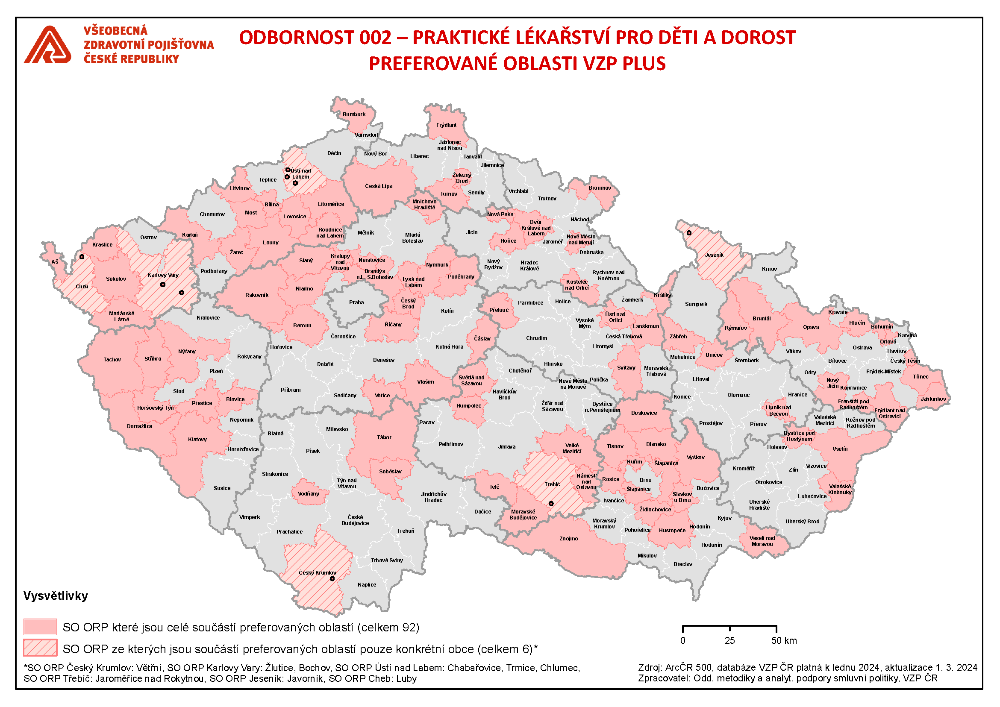 VŠEOBECNÁ
ZDRAVOTNÍ POJIŠŤOVNA
ČESKÉ REPUBLIKY
ODBORNOST 002 – PRAKTICKÉ LÉKAŘSTVÍ PRO DĚTI A DOROST
PREFEROVANÉ OBLASTI VZP PLUS
Rumburk
Varnsdorf
Frýdlant
Jablonec
nad Nisou
Děčín
Nový Bor
Liberec
Tanvald
Jilemnice
Ústí nad
Labem
Teplice
Železný
Brod
Česká Lípa
Litvínov
Turnov
Semily
Vrchlabí
Trutnov
Broumov
Bílina
Litoměřice
Mnichovo
Hradiště
Chomutov
Most
Lovosice
Nová Paka
Náchod
Dvůr
Králové nad
Labem
Roudnice
nad Labem
Mělník
Mladá
Boleslav
Jičín
Ostrov
Kadaň
Louny
Hořice
Jaroměř
Nové Město
nad Metují
Kraslice
Žatec
Dobruška
Jeseník
Aš
Slaný
Kralupy
nad
Vltavou
Neratovice
Brandýs
n.L.-S.Boleslav
Nymburk
Nový
Bydžov
Hradec
Králové
Krnov
Podbořany
Karlovy Vary
Sokolov
Cheb
Lysá nad
Labem
Poděbrady
Rychnov nad
Kněžnou
Kostelec
nad Orlicí
Kladno
Rakovník
Praha
Český
Brod
Pardubice
Holice
Žamberk
Králíky
Šumperk
Mariánské
Lázně
Kralovice
Kolín
Přelouč
Ústí nad
Orlicí
Vysoké
Mýto
Lanškroun
Bruntál
Rýmařov
Opava
Kravaře
Hlučín
Bohumín
Karviná
Orlová
Beroun
Říčany
Černošice
Čáslav
Chrudim
Česká Třebová
Zábřeh
Hořovice
Kutná Hora
Litomyšl
Ostrava
Havířov
Vítkov
Nýřany
Tachov
Stříbro
Rokycany
Dobříš
Benešov
Hlinsko
Mohelnice
Uničov
Šternberk
Bílovec
Český Těšín
Plzeň
Chotěboř
Svitavy
Moravská
Třebová
Odry
Frýdek-Místek
Třinec
Světlá nad
Sázavou
Nové Město
na Moravě
Polička
Litovel
Nový
Jičín
Kopřivnice
Stod
Příbram
Vlašim
Sedlčany
Votice
Havlíčkův
Brod
Konice
Olomouc
Hranice
Jablunkov
Blovice
Přeštice
Horšovský Týn
Humpolec
Žďár nad
Sázavou
Bystřice
n.Pernštejnem
Boskovice
Lipník nad
Bečvou
Frenštát pod
Radhoštěm
Frýdlant nad
Ostravicí
Valašské
Meziříčí
Rožnov pod
Radhoštěm
Nepomuk
Domažlice
Pacov
Prostějov
Přerov
Blatná
Milevsko
Tábor
Bystřice pod
Hostýnem
Klatovy
Horažďovice
Písek
Pelhřimov
Jihlava
Velké
Meziříčí
Tišnov
Blansko
Holešov
Vsetín
Kuřim
Šlapanice
Vyškov
Kroměříž
Zlín
Vizovice
Strakonice
Soběslav
Týn nad
Vltavou
Telč
Třebíč
Náměšť
nad
Oslavou
Rosice
Brno
Šlapanice
Otrokovice
Valašské
Klobouky
Sušice
Vodňany
Jindřichův
Hradec
Slavkov
u Brna
Bučovice
Luhačovice
Ivančice
Uherské
Hradiště
Židlochovice
Dačice
Moravské
Budějovice
Vimperk
České
Budějovice
Moravský
Krumlov
Kyjov
Uherský Brod
Prachatice
Třeboň
Pohořelice
Hustopeče
Hodonín
Znojmo
Hodonín
Veselí nad
Moravou
Trhové Sviny
Mikulov
Břeclav
Český Krumlov
Kaplice
Vysvětlivky
SO ORP které jsou celé součástí preferovaných oblastí (celkem 92)
SO ORP ze kterých jsou součástí preferovaných oblastí pouze konkrétní obce (celkem 6)*
0 25 50 km
*SO ORP Český Krumlov: Větřní, SO ORP Karlovy Vary: Žlutice, Bochov, SO ORP Ústí nad Labem: Chabařovice, Trmice, Chlumec,
SO ORP Třebíč: Jaroměřice nad Rokytnou, SO ORP Jeseník: Javorník, SO ORP Cheb: Luby
Zdroj: ArcČR 500, databáze VZP ČR platná k lednu 2024, aktualizace 1. 3. 2024
Zpracovatel: Odd. metodiky a analyt. podpory smluvní politiky, VZP ČR